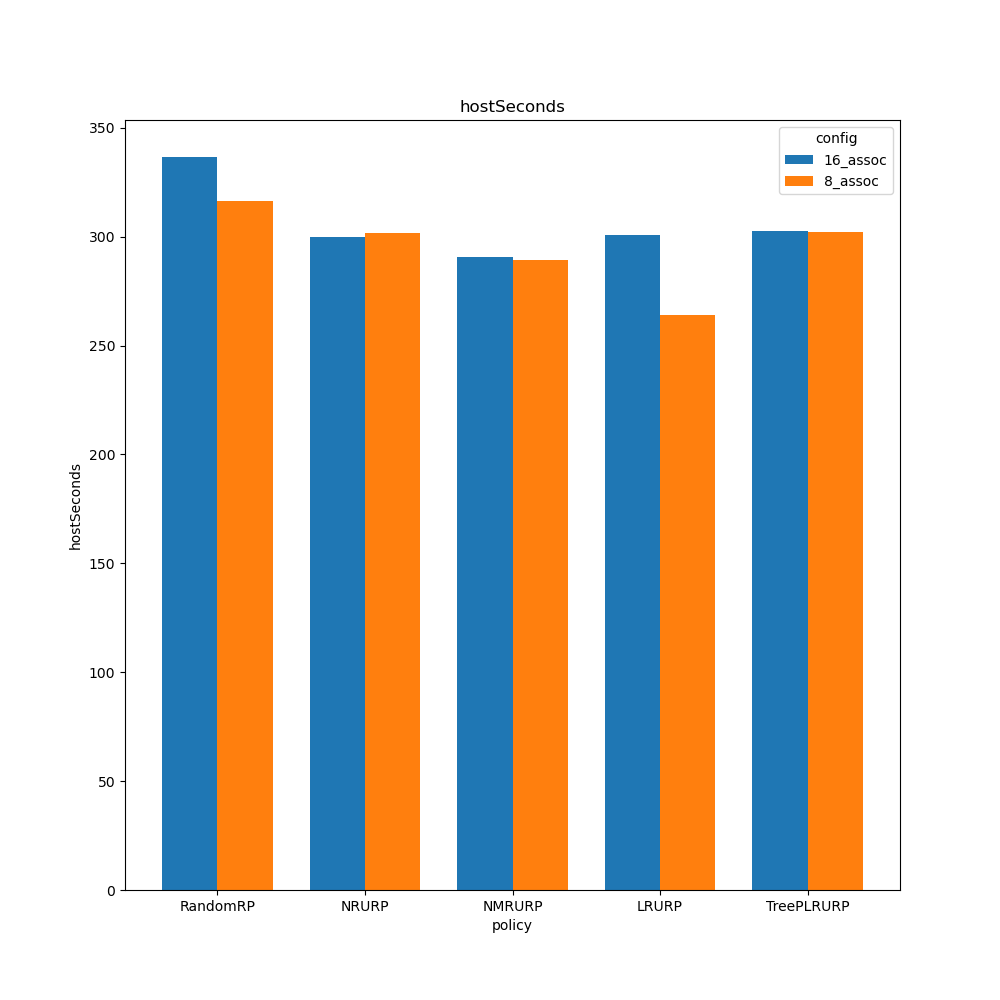 hostSeconds
config
16_assoc
8_assoc
350
300
250
200
150
100
50
0
hostSeconds
RandomRP NRURP NMRURP LRURP TreePLRURP
policy